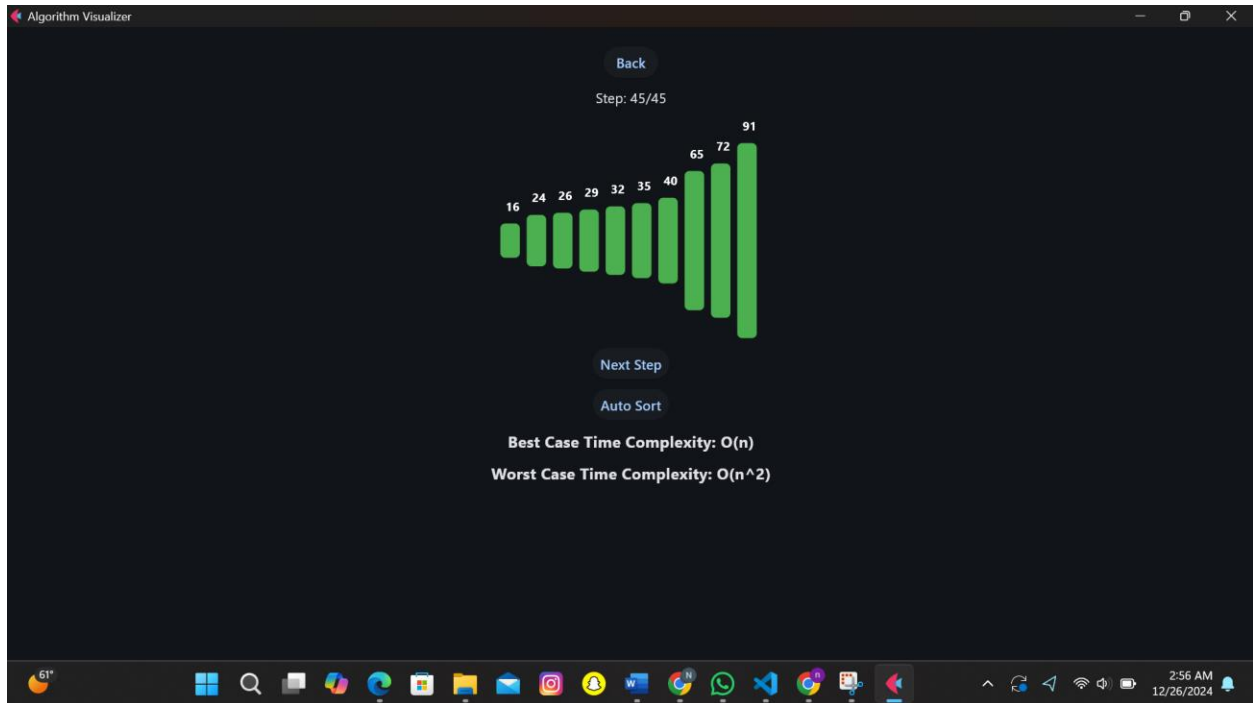 Algorithm Visualizer
Back
Step: 45/45
16 24 26 29 32 35 40 65 72 91
Next Step
Auto Sort
Best Case Time Complexity: O(n)
Worst Case Time Complexity: O(n^2)
61°
N
W
n
2:56 AM
12/26/2024